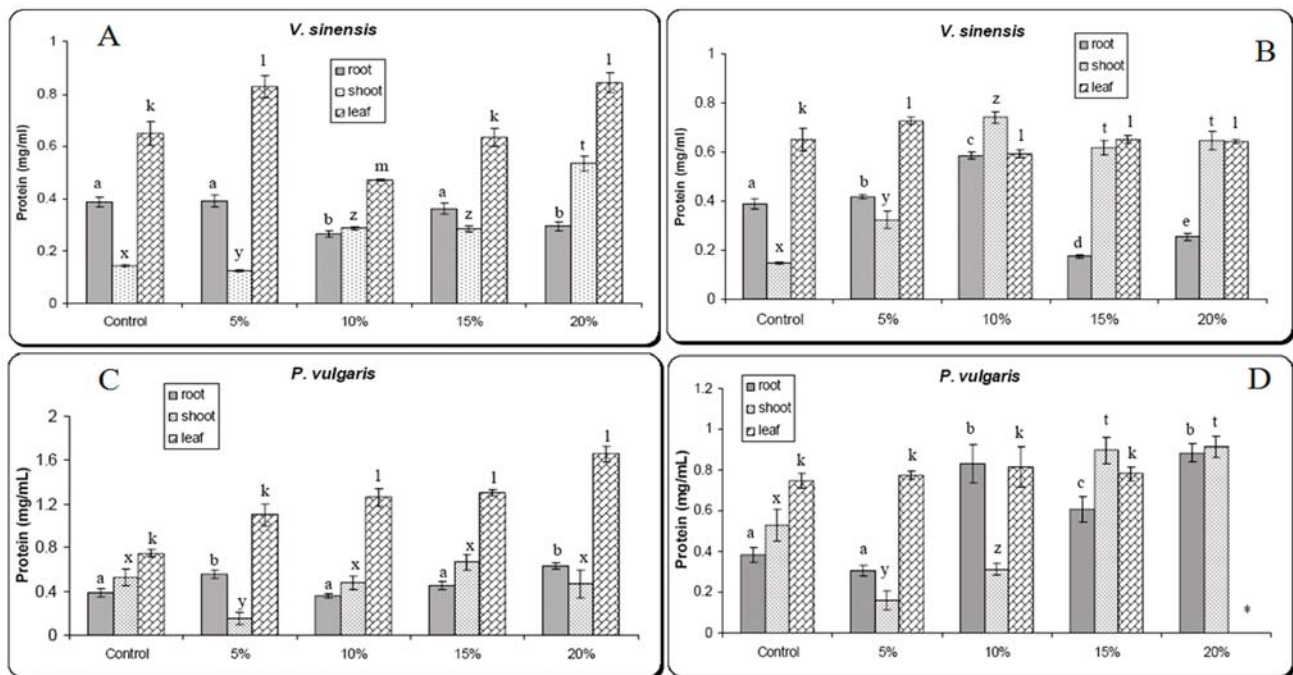 A
V. sinensis
root
shoot
leaf
Protein (mg/ml)
1
0.8
0.6
0.4
0.2
0
a x k
a y l
b z m
a z k
b t l
Control 5% 10% 15% 20%
B
V. sinensis
root
shoot
leaf
Protein (mg/ml)
1
0.8
0.6
0.4
0.2
0
a x k
b y l
c z l
d t l
e t l
Control 5% 10% 15% 20%
C
P. vulgaris
root
shoot
leaf
Protein (mg/mL)
2
1.6
1.2
0.8
0.4
0
a x k
b y k
a x l
a x l
b x l
Control 5% 10% 15% 20%
D
P. vulgaris
root
shoot
leaf
Protein (mg/mL)
1.2
1
0.8
0.6
0.4
0.2
0
a x k
a y k
b z k
c t k
b t *
Control 5% 10% 15% 20%